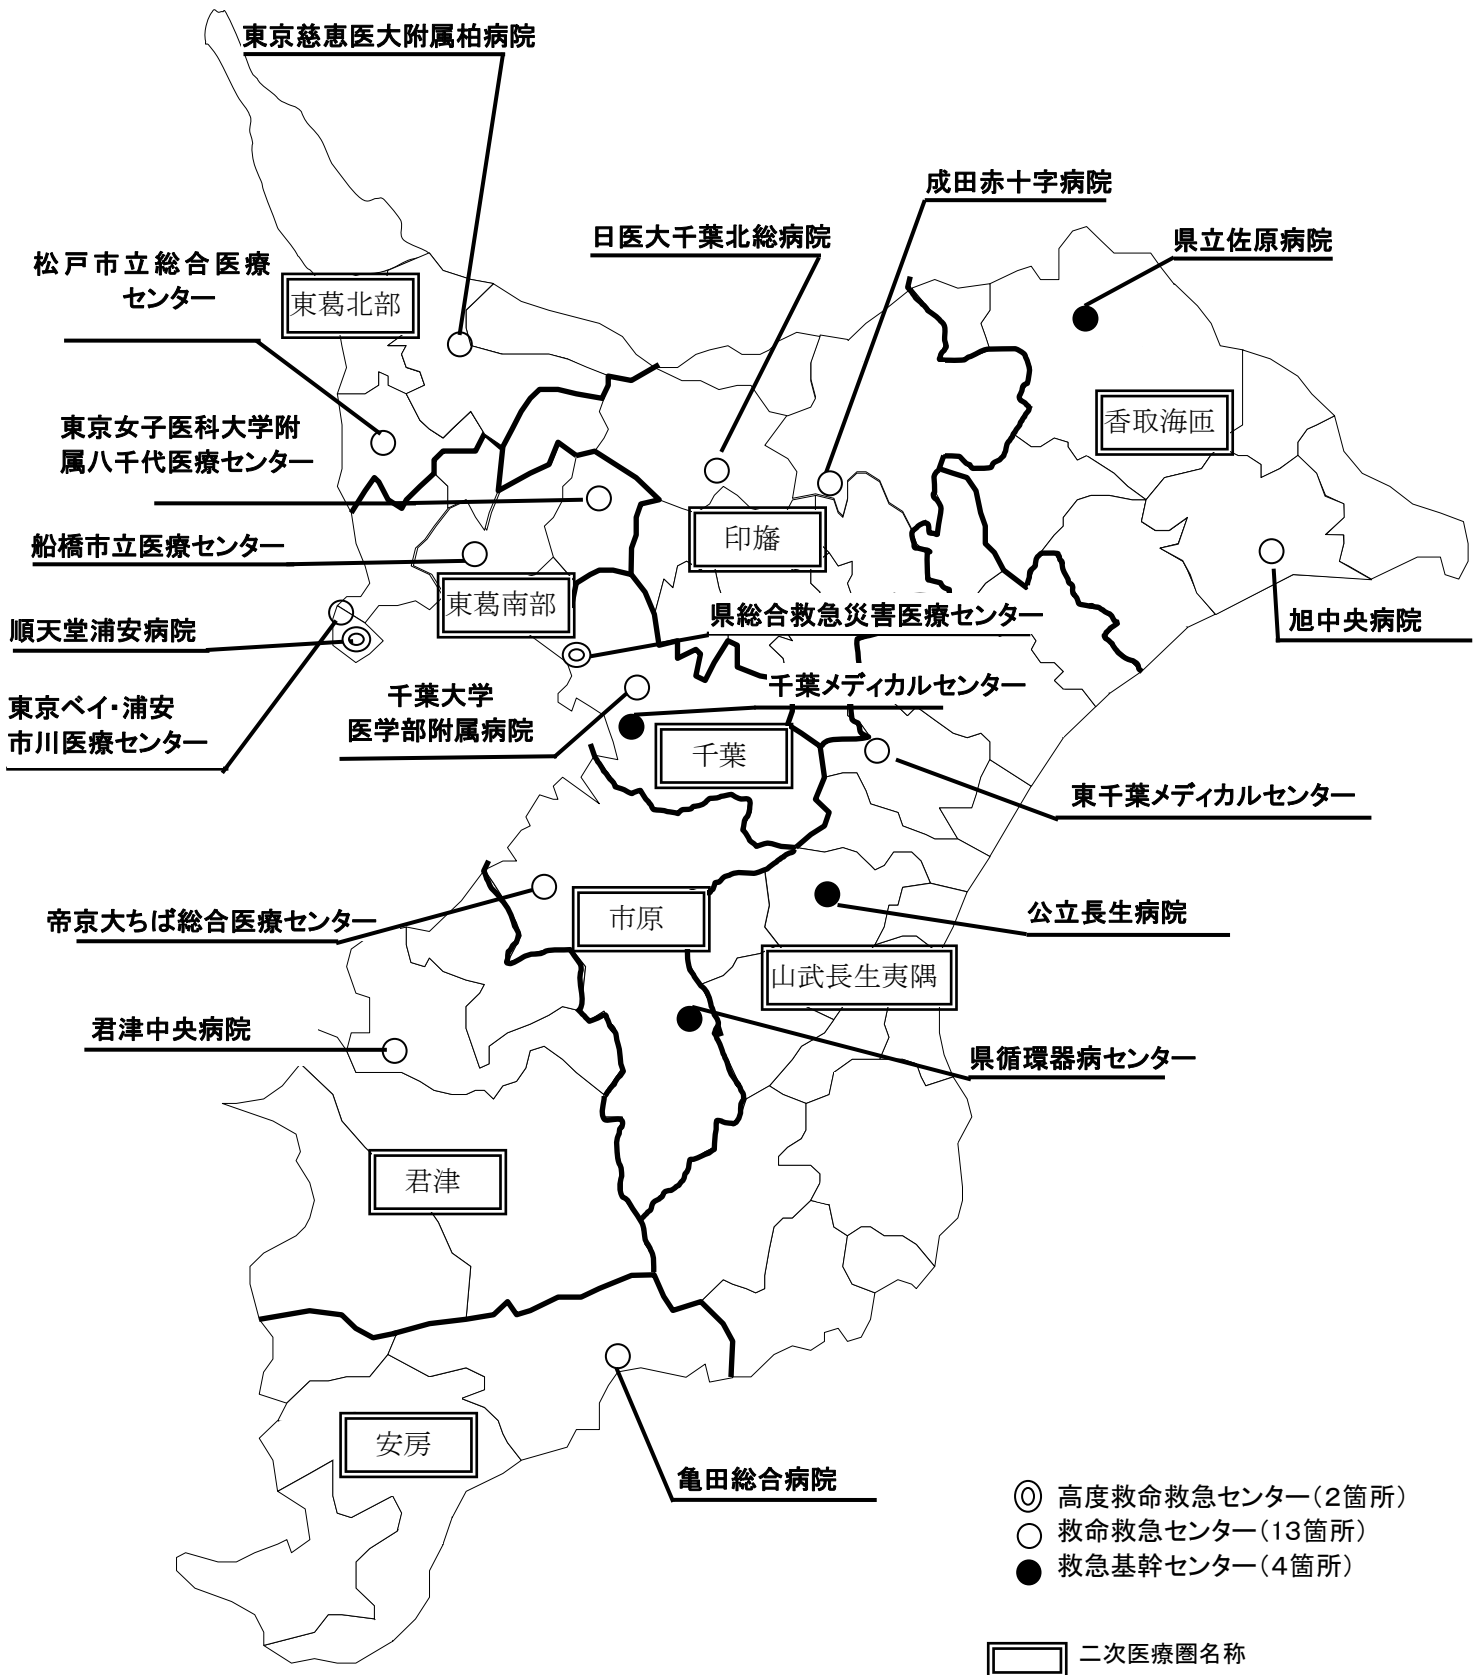 東京慈恵医大附属柏病院
成田赤十字病院
日医大千葉北総病院
県立佐原病院
松戸市立総合医療
センター
東葛北部
香取海匝
東京女子医科大学附
属八千代医療センター
印旛
船橋市立医療センター
東葛南部
県総合救急災害医療センター
旭中央病院
順天堂浦安病院
千葉メディカルセンター
千葉大学
医学部附属病院
東京ベイ・浦安
市川医療センター
千葉
東千葉メディカルセンター
帝京大ちば総合医療センター
市原
公立長生病院
山武長生夷隅
君津中央病院
県循環器病センター
君津
安房
亀田総合病院
高度救命救急センター(2箇所)
救命救急センター(13箇所)
救急基幹センター(4箇所)
二次医療圏名称